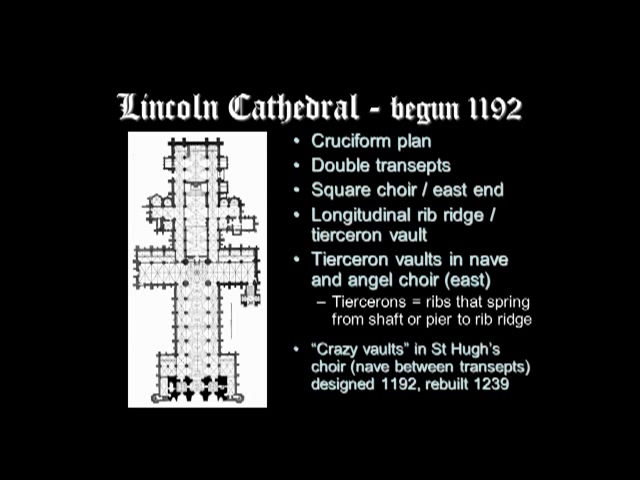 Lincoln Cathedral - begun 1192
• Cruciform plan
• Double transepts
• Square choir / east end
• Longitudinal rib ridge /
tierceron vault
• Tierceron vaults in nave
and angel choir (east)
– Tiercerons = ribs that spring
from shaft or pier to rib ridge
• “Crazy vaults” in St Hugh's
choir (nave between transepts)
designed 1192, rebuilt 1239